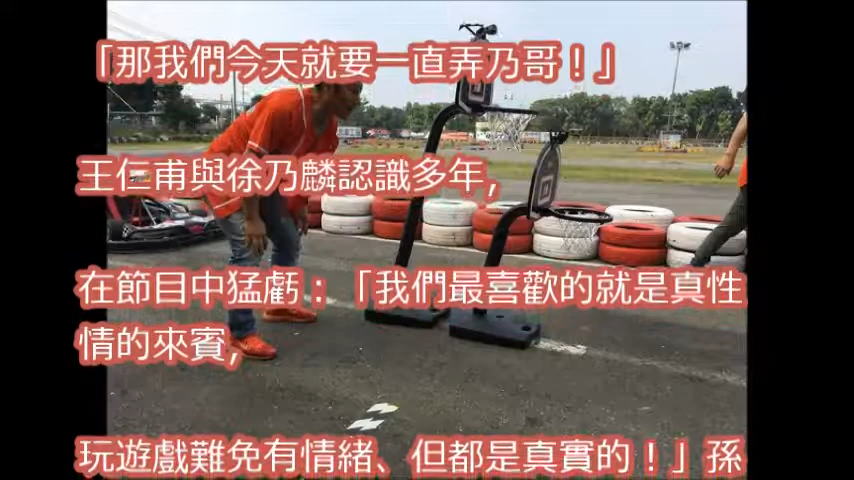 「那我們今天就要一直弄乃哥！」
王仁甫與徐乃麟認識多年，
在節目中猛虧：「我們最喜歡的就是真性
情的來賓，
玩遊戲難免有情緒、但都是真實的！」孫